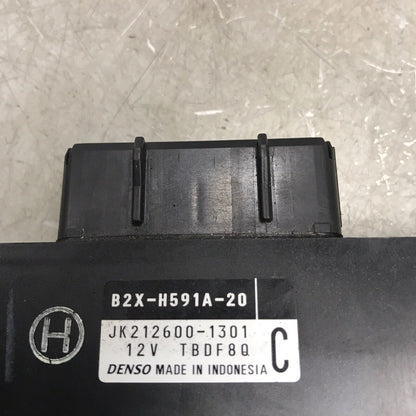 B2X-H591A-20
H
JK212600-1301
12V TBDF8Q
C
DENSO MADE IN INDONESIA